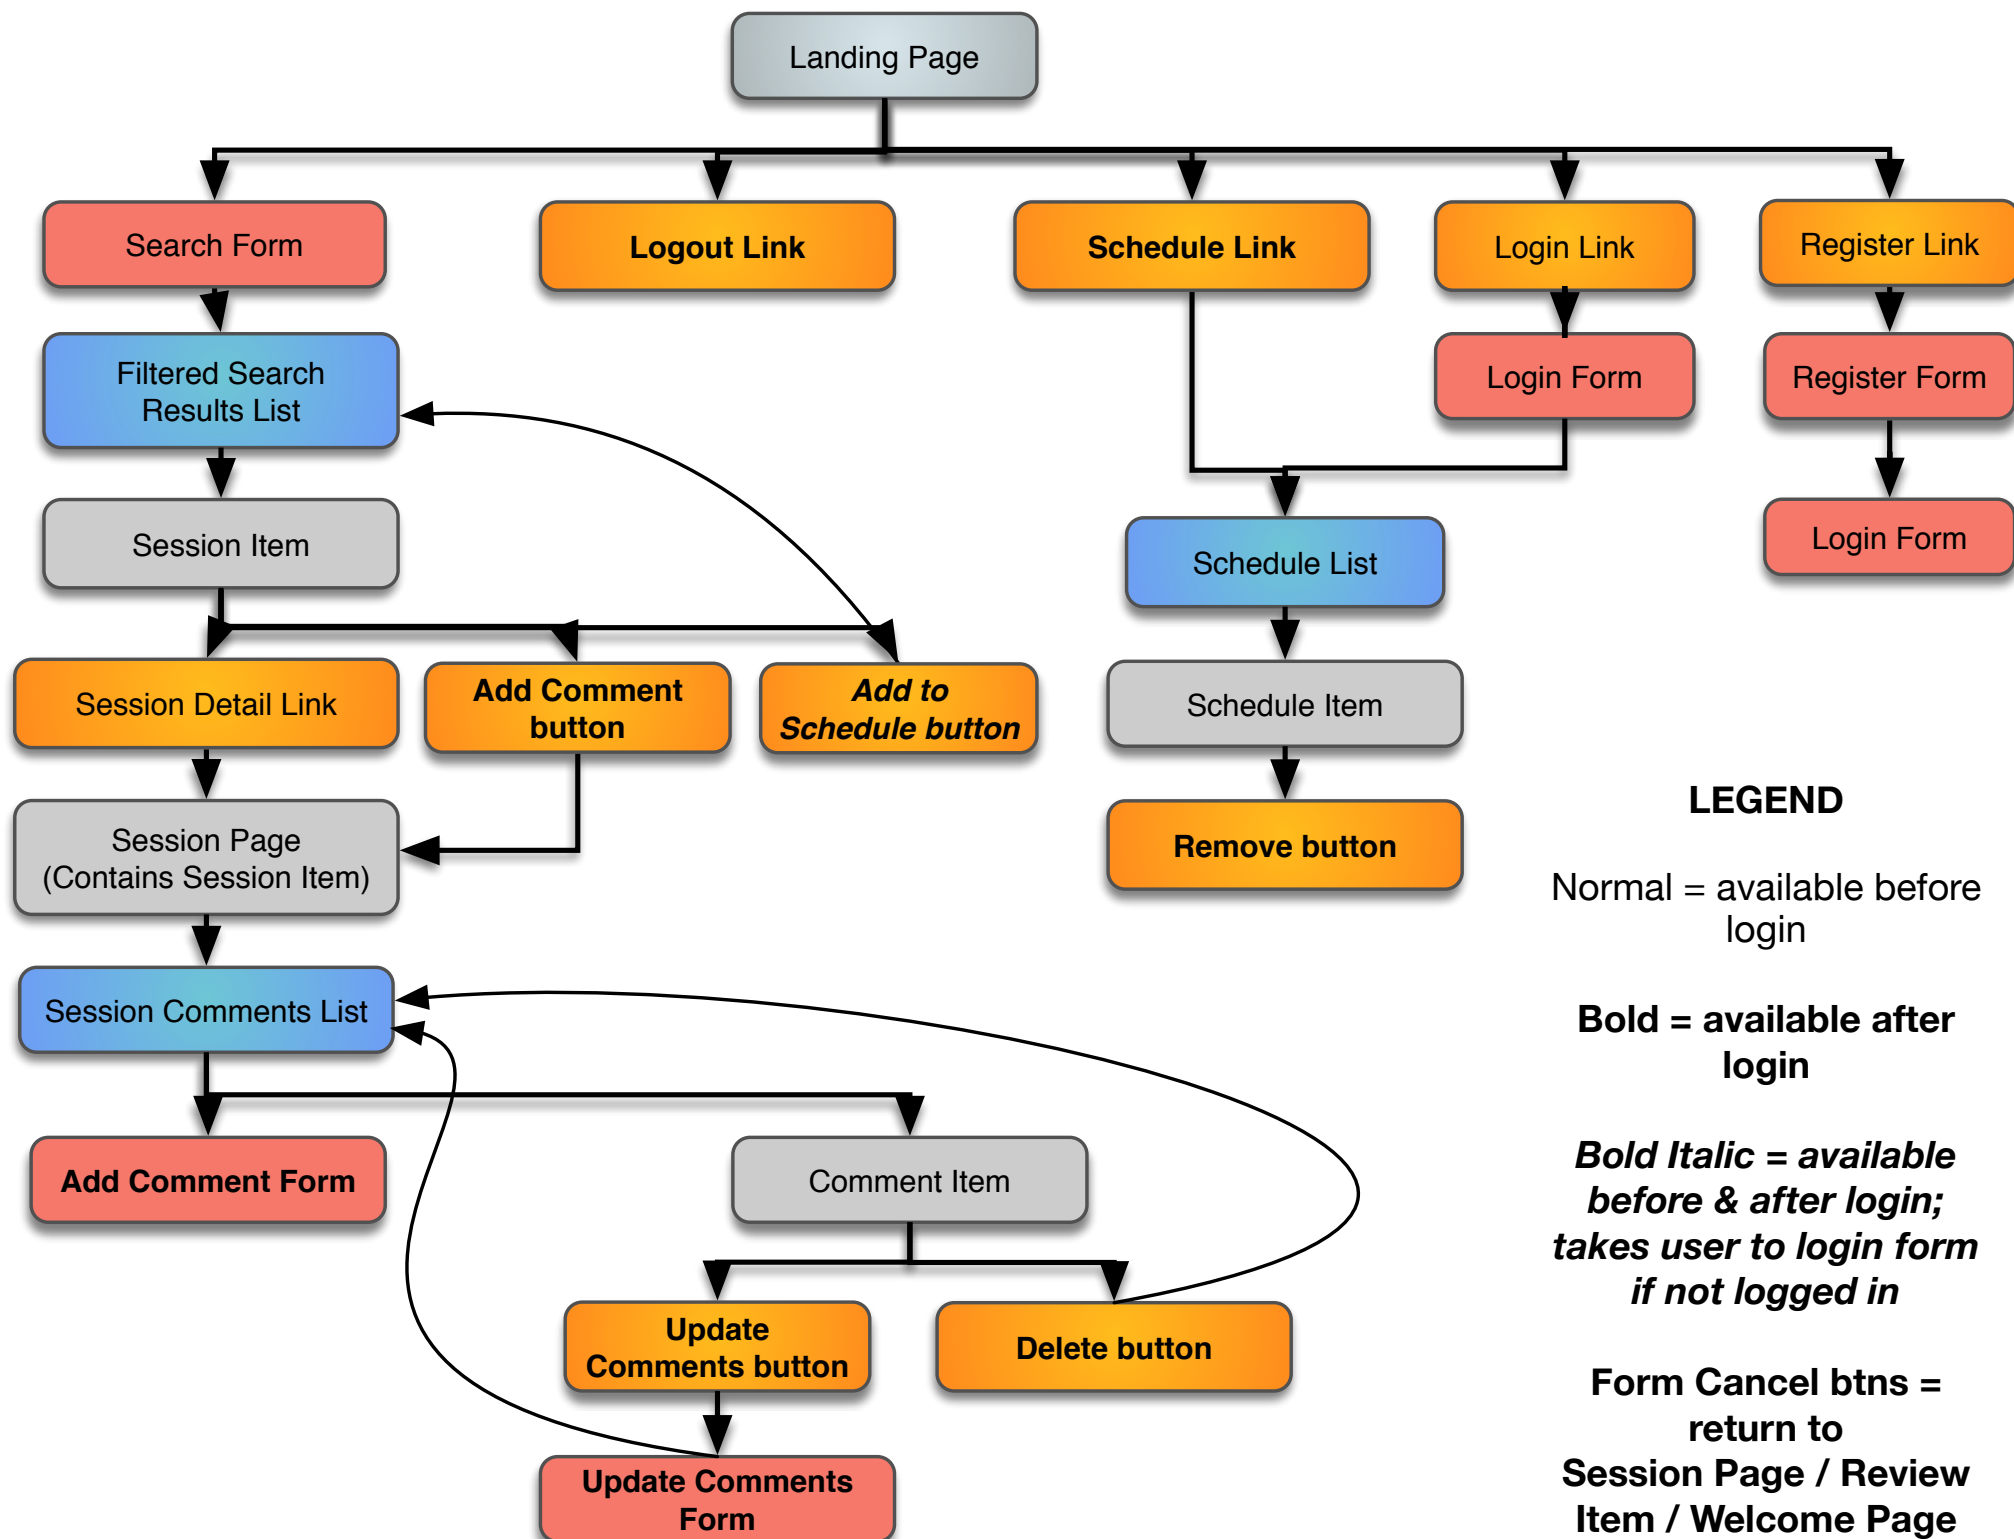 Landing Page
Search Form
Logout Link
Schedule Link
Login Link
Register Link
Filtered Search
Results List
Login Form
Register Form
Session Item
Schedule List
Login Form
Session Detail Link
Add Comment
button
Add to
Schedule button
Schedule Item
Session Page
(Contains Session Item)
Remove button
Session Comments List
Add Comment Form
Comment Item
Update
Comments button
Delete button
Update Comments
Form
LEGEND
Normal = available before
login
Bold = available after
login
Bold Italic = available
before & after login;
takes user to login form
if not logged in
Form Cancel btns =
return to
Session Page / Review
Item / Welcome Page